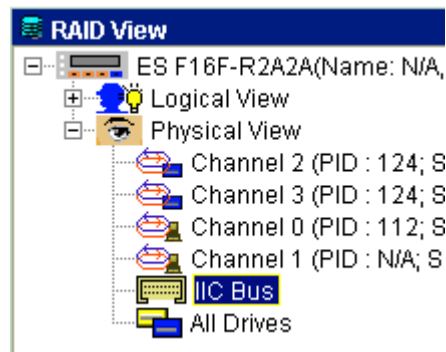 RAID View
ES F16F-R2A2A(Name: N/A,
Logical View
Physical View
Channel 2 (PID : 124; S
Channel 3 (PID : 124; S
Channel 0 (PID : 112; S
Channel 1 (PID : N/A; S
IIC Bus
All Drives